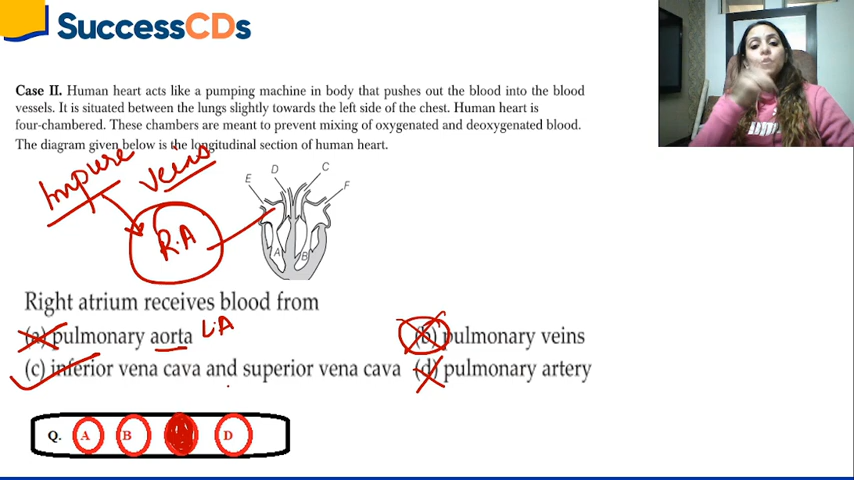 SuccessCDs
Case II. Human heart acts like a pumping machine in body that pushes out the blood into the blood
vessels. It is situated between the lungs slightly towards the left side of the chest. Human heart is
four-chambered. These chambers are meant to prevent mixing of oxygenated and deoxygenated blood.
The diagram given below is the longitudinal section of human heart.
Impure Veins
E D C F
R.A
A B
Right atrium receives blood from
(a) pulmonary aorta L.A (b) pulmonary veins
(c) inferior vena cava and superior vena cava (d) pulmonary artery
Q. A B D